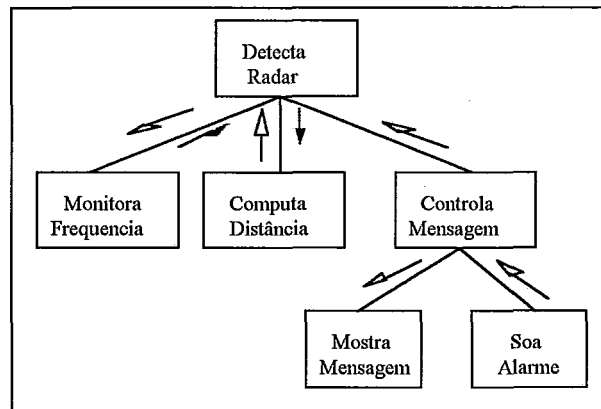 Detecta
Radar
Monitora
Frequencia
Computa
Distância
Controla
Mensagem
Mostra
Mensagem
Soa
Alarme